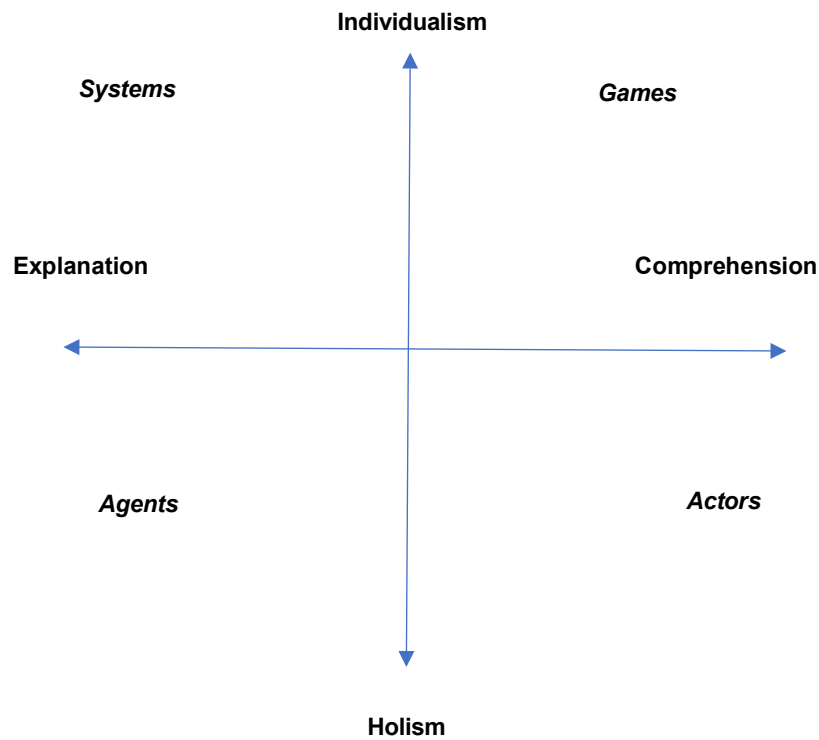 Individualism
Systems
Games
Explanation
Comprehension
Agents
Actors
Holism